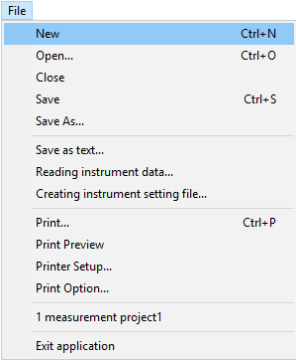 File
New Ctrl+N
Open... Ctrl+O
Close
Save Ctrl+S
Save As...
Save as text...
Reading instrument data...
Creating instrument setting file...
Print... Ctrl+P
Print Preview
Printer Setup...
Print Option...
1 measurement project1
Exit application